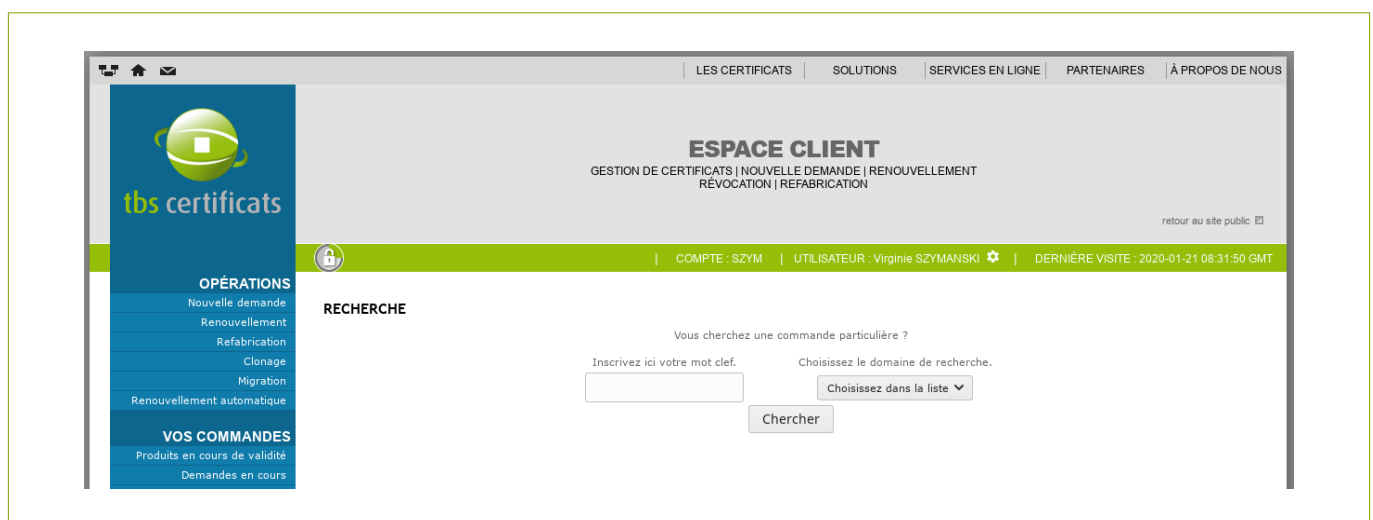 LES CERTIFICATS SOLUTIONS SERVICES EN LIGNE PARTENAIRES À PROPOS DE NOUS
tbs certificats
ESPACE CLIENT
GESTION DE CERTIFICATS | NOUVELLE DEMANDE | RENOUVELLEMENT
RÉVOCATION | REFABRICATION
retour au site public
| COMPTE : SZYM | UTILISATEUR : Virginie SZYMANSKI | DERNIÈRE VISITE : 2020-01-21 08:31:50 GMT
OPÉRATIONS
Nouvelle demande
Renouvellement
Refabrication
Clonage
Migration
Renouvellement automatique
VOS COMMANDES
Produits en cours de validité
Demandes en cours
RECHERCHE
Vous cherchez une commande particulière ?
Inscrivez ici votre mot clef. Choisissez le domaine de recherche.
Choisissez dans la liste
Chercher